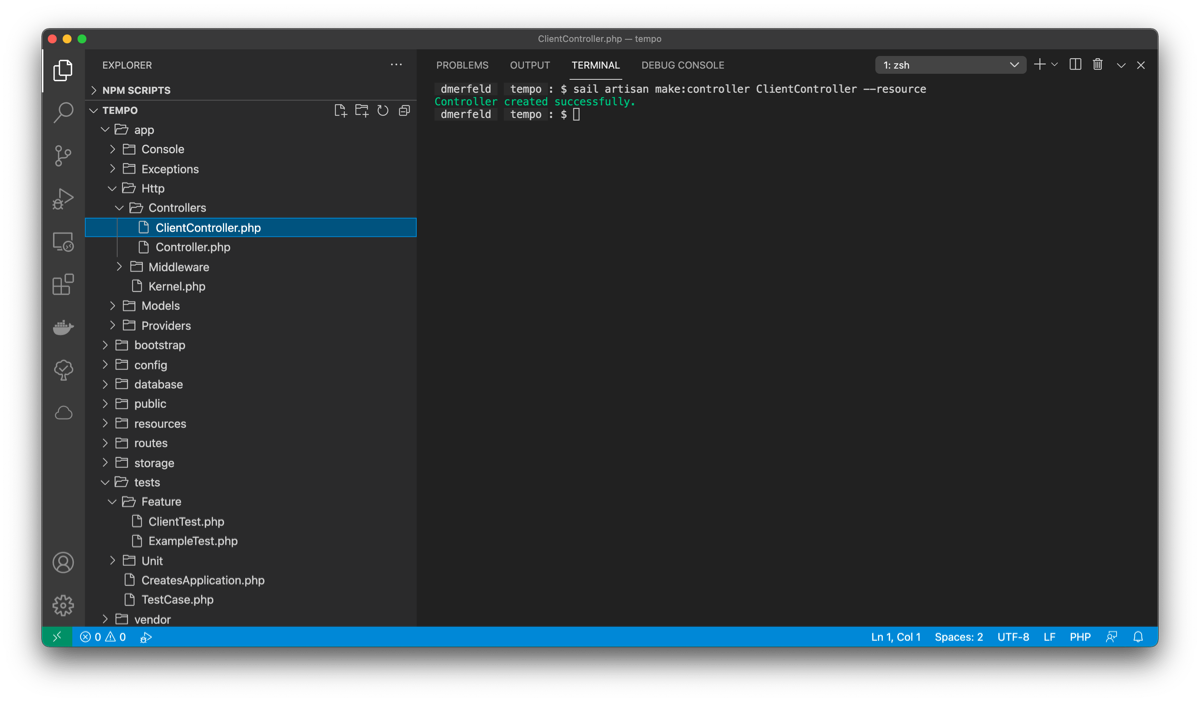 ClientController.php — tempo
EXPLORER
NPM SCRIPTS
TEMPO
app
Console
Exceptions
Http
Controllers
ClientController.php
Controller.php
Middleware
Kernel.php
Models
Providers
bootstrap
config
database
public
resources
routes
storage
tests
Feature
ClientTest.php
ExampleTest.php
Unit
CreatesApplication.php
TestCase.php
vendor
PROBLEMS OUTPUT TERMINAL DEBUG CONSOLE 1: zsh
dmerfeld tempo : $ sail artisan make:controller ClientController --resource
Controller created successfully.
dmerfeld tempo : $
0 0 Ln 1, Col 1 Spaces: 2 UTF-8 LF PHP